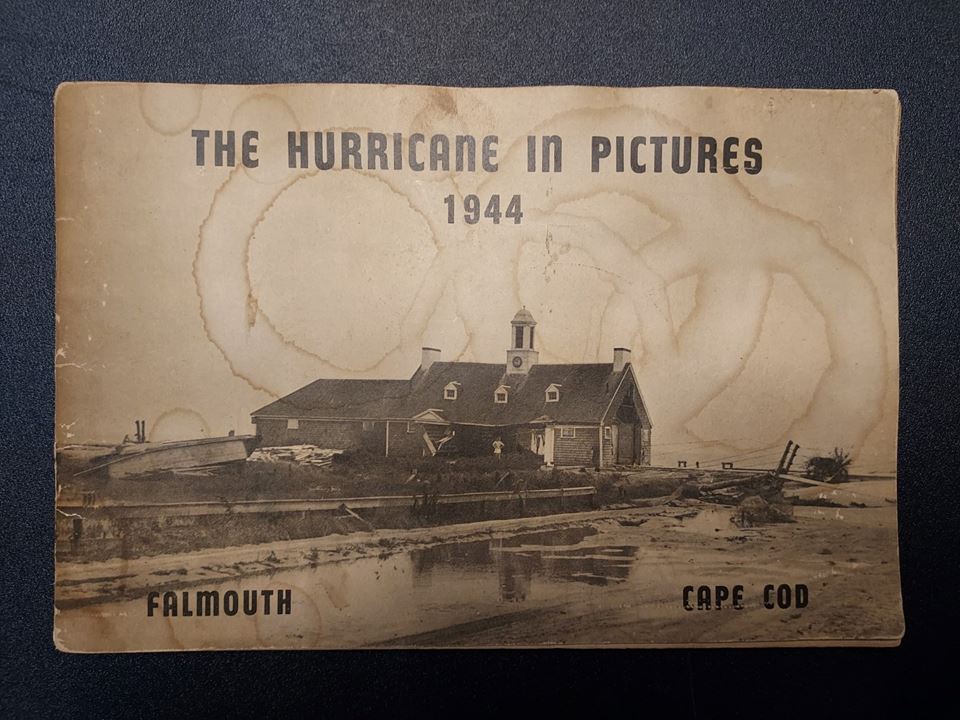 THE HURRICANE IN PICTURES
1944
FALMOUTH CAPE COD